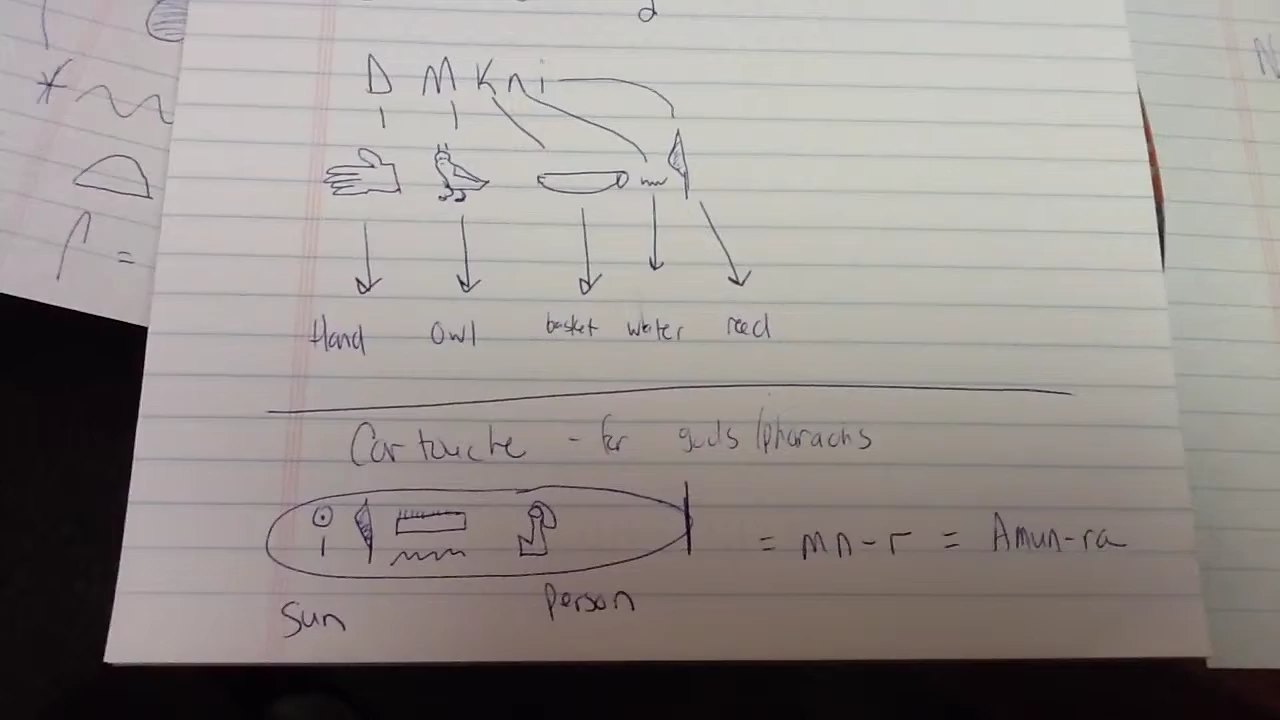 D M K n i
Hand Owl basket water reed
Cartouche - for gods/pharaohs
= mn-r = Amun-ra
Sun person